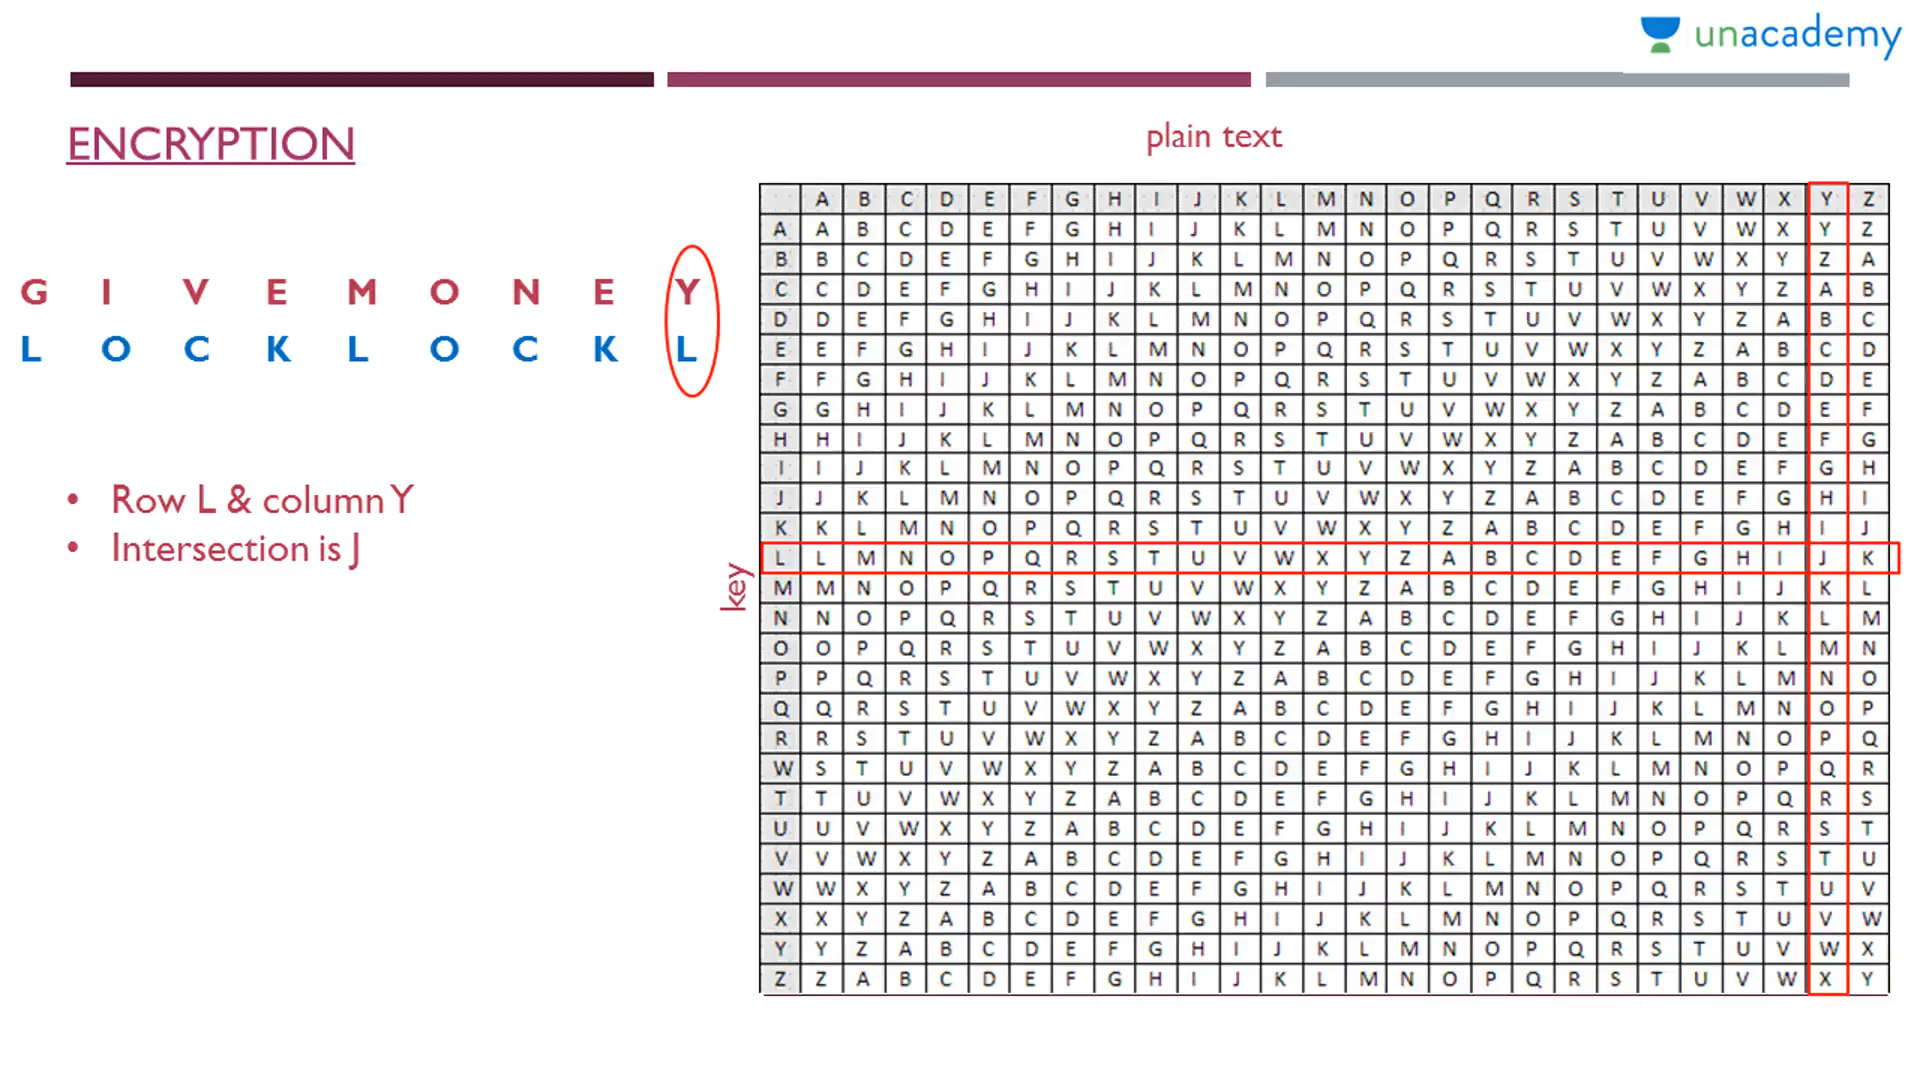 unacademy
ENCRYPTION
plain text
G I V E M O N E Y
L O C K L O C K L
• Row L & column Y
• Intersection is J
key
A B C D E F G H I J K L M N O P Q R S T U V W X Y Z
A A B C D E F G H I J K L M N O P Q R S T U V W X Y Z
B B C D E F G H I J K L M N O P Q R S T U V W X Y Z A
C C D E F G H I J K L M N O P Q R S T U V W X Y Z A B
D D E F G H I J K L M N O P Q R S T U V W X Y Z A B C
E E F G H I J K L M N O P Q R S T U V W X Y Z A B C D
F F G H I J K L M N O P Q R S T U V W X Y Z A B C D E
G G H I J K L M N O P Q R S T U V W X Y Z A B C D E F
H H I J K L M N O P Q R S T U V W X Y Z A B C D E F G
I I J K L M N O P Q R S T U V W X Y Z A B C D E F G H
J J K L M N O P Q R S T U V W X Y Z A B C D E F G H I
K K L M N O P Q R S T U V W X Y Z A B C D E F G H I J
L L M N O P Q R S T U V W X Y Z A B C D E F G H I J K
M M N O P Q R S T U V W X Y Z A B C D E F G H I J K L
N N O P Q R S T U V W X Y Z A B C D E F G H I J K L M
O O P Q R S T U V W X Y Z A B C D E F G H I J K L M N
P P Q R S T U V W X Y Z A B C D E F G H I J K L M N O
Q Q R S T U V W X Y Z A B C D E F G H I J K L M N O P
R R S T U V W X Y Z A B C D E F G H I J K L M N O P Q
W S T U V W X Y Z A B C D E F G H I J K L M N O P Q R
T T U V W X Y Z A B C D E F G H I J K L M N O P Q R S
U U V W X Y Z A B C D E F G H I J K L M N O P Q R S T
V V W X Y Z A B C D E F G H I J K L M N O P Q R S T U
W W X Y Z A B C D E F G H I J K L M N O P Q R S T U V
X X Y Z A B C D E F G H I J K L M N O P Q R S T U V W
Y Y Z A B C D E F G H I J K L M N O P Q R S T U V W X
Z Z A B C D E F G H I J K L M N O P Q R S T U V W X Y